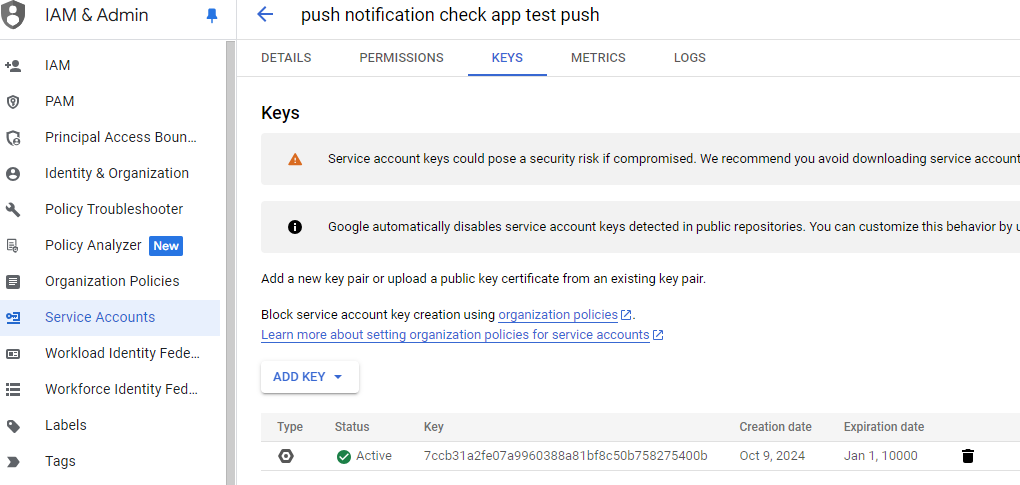 IAM & Admin
push notification check app test push
DETAILS PERMISSIONS KEYS METRICS LOGS
IAM
PAM
Principal Access Boun...
Identity & Organization
Policy Troubleshooter
Policy Analyzer New
Organization Policies
Service Accounts
Workload Identity Fede...
Workforce Identity Fed...
Labels
Tags
Keys
Service account keys could pose a security risk if compromised. We recommend you avoid downloading service account
Google automatically disables service account keys detected in public repositories. You can customize this behavior by u
Add a new key pair or upload a public key certificate from an existing key pair.
Block service account key creation using organization policies.
Learn more about setting organization policies for service accounts
ADD KEY
Type Status Key Creation date Expiration date
Active 7ccb31a2fe07a9960388a81bf8c50b758275400b Oct 9, 2024 Jan 1, 10000